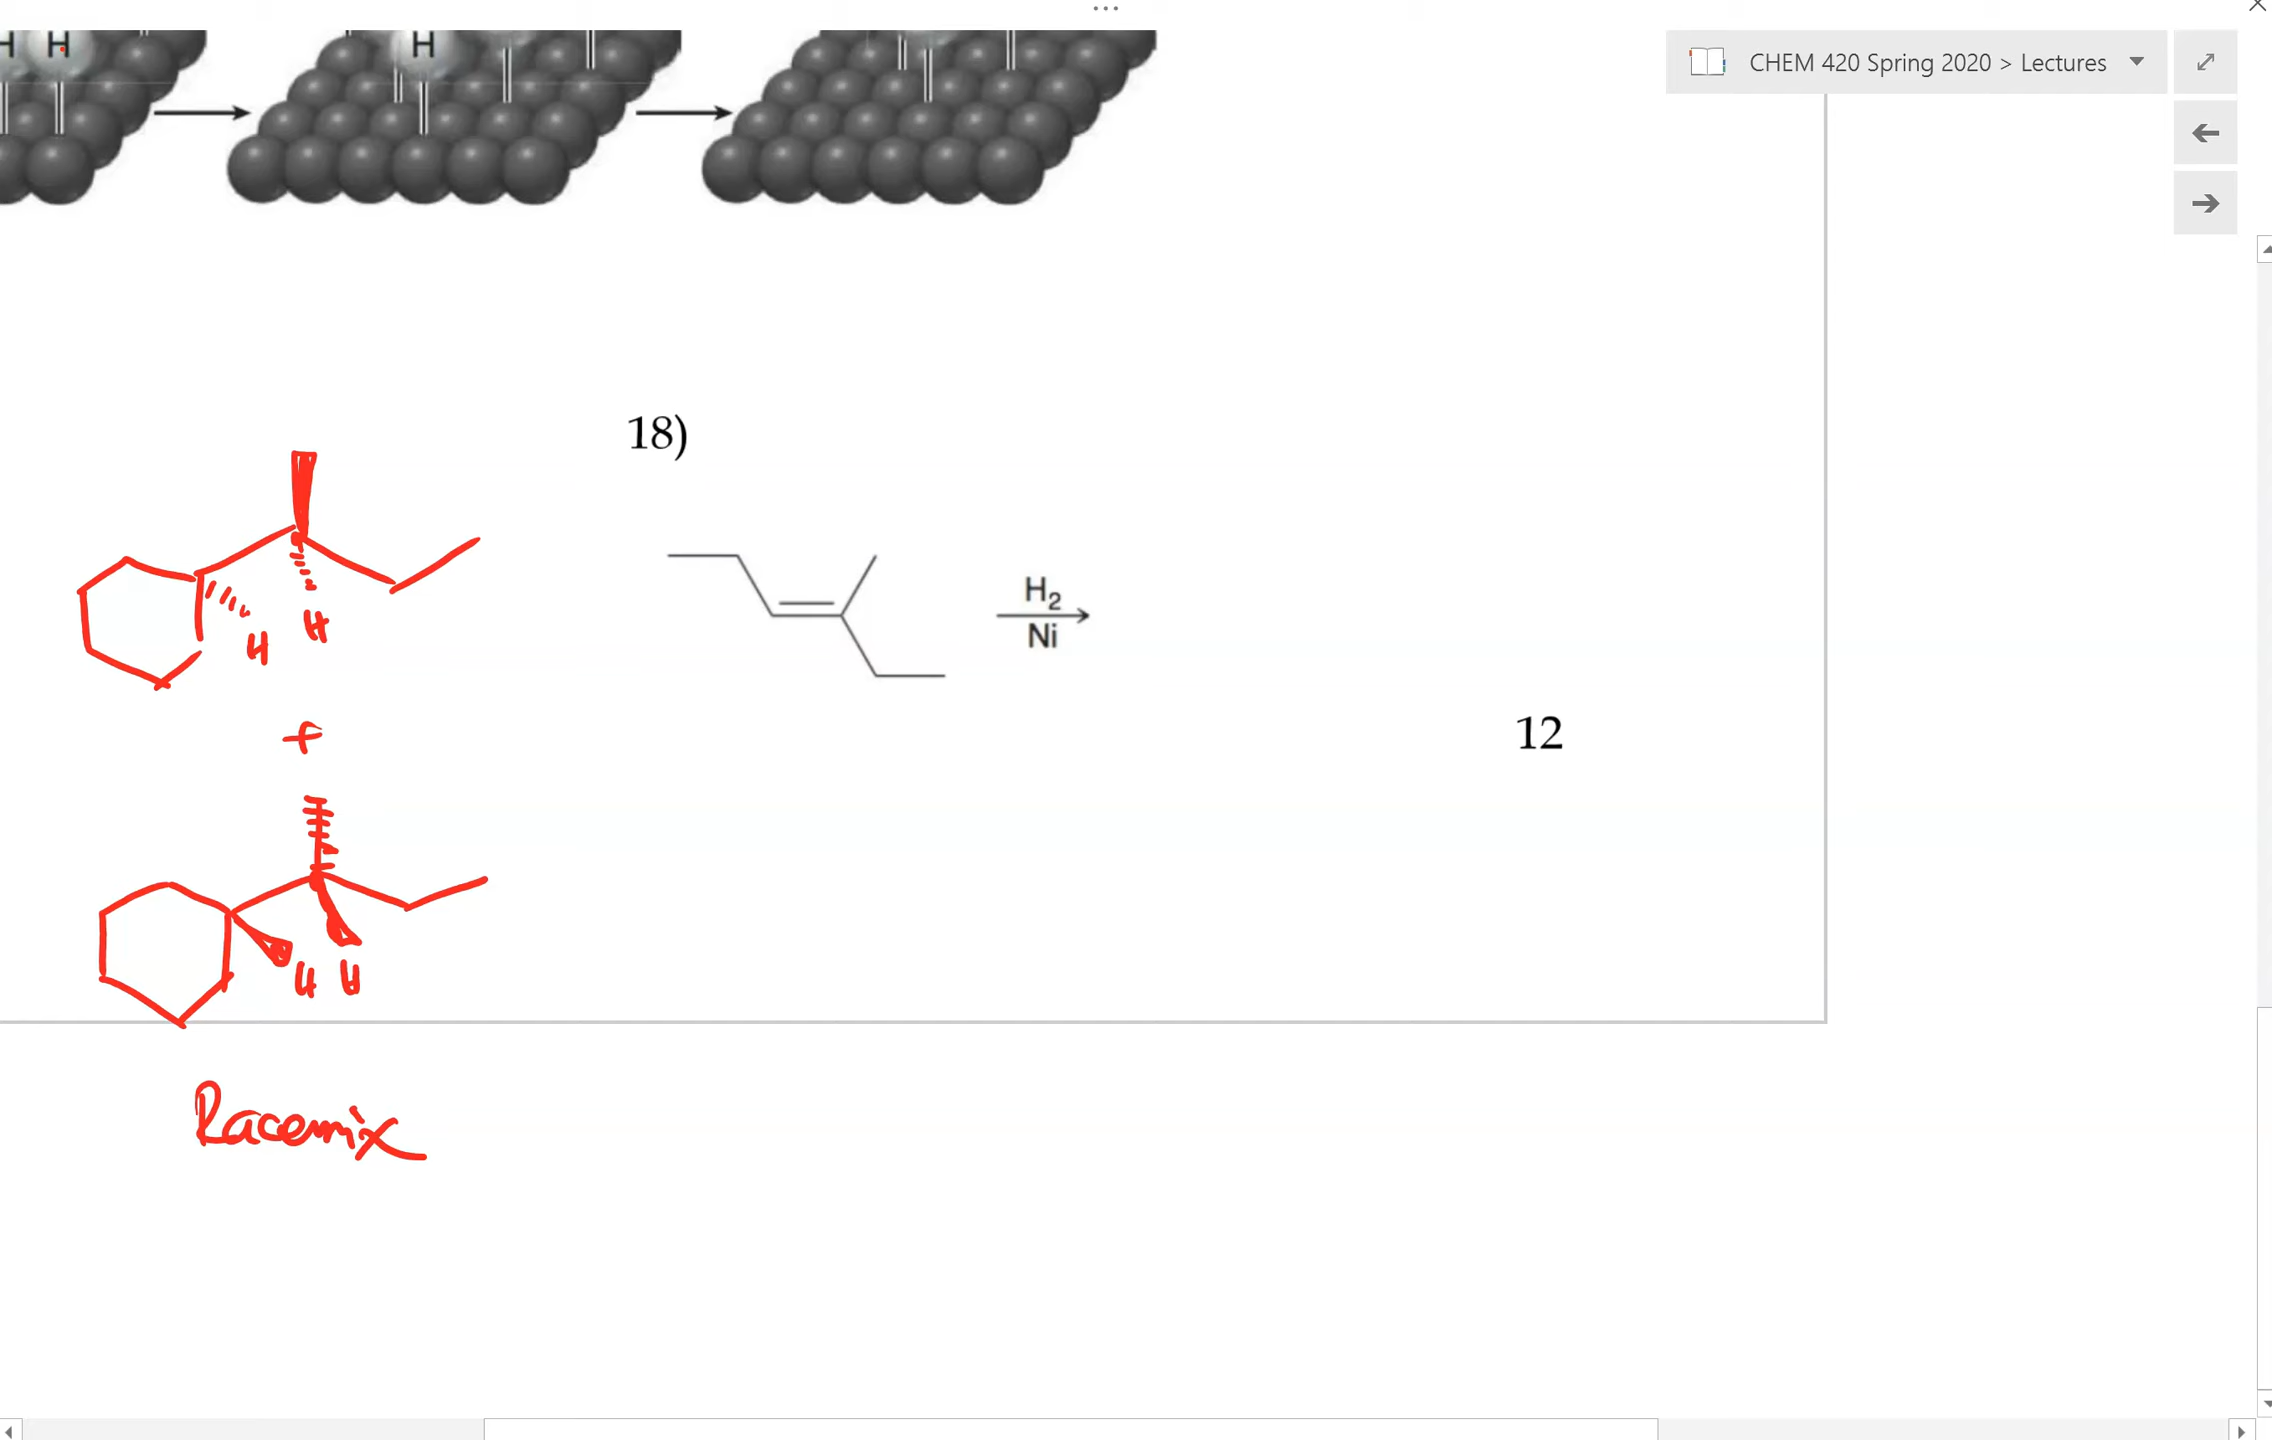 ...
CHEM 420 Spring 2020 > Lectures
H H
H
18)
H₂
Ni
H H
12
+
H H
Racemix